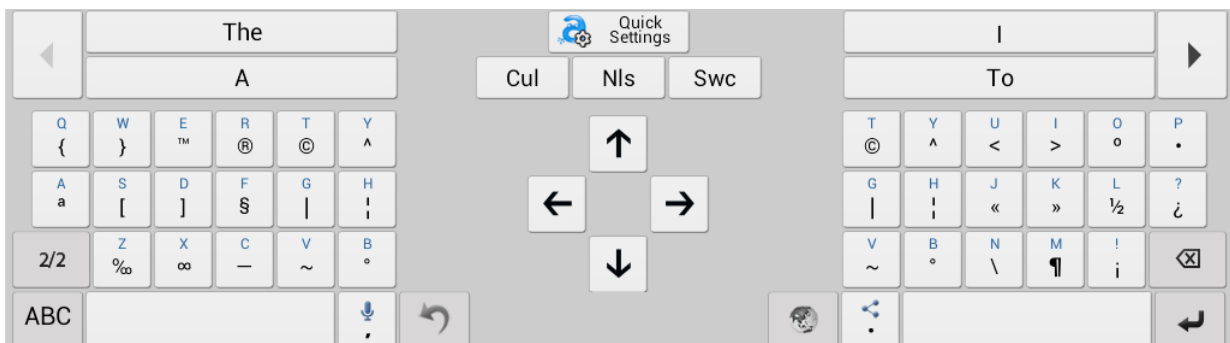 The
Quick
Settings
I
A
Cul Nls Swc
To
Q W E R T Y
{ } ™ ® © ^
T Y U I O P
© ^ < > º •
A S D F G H
ª [ ] § | ¦
G H J K L ?
| ¦ « » ½ ¿
2/2
Z X C V B
‰ ∞ — ~ °
V B N M !
~ ° \ ¶ ¡
ABC
,
.